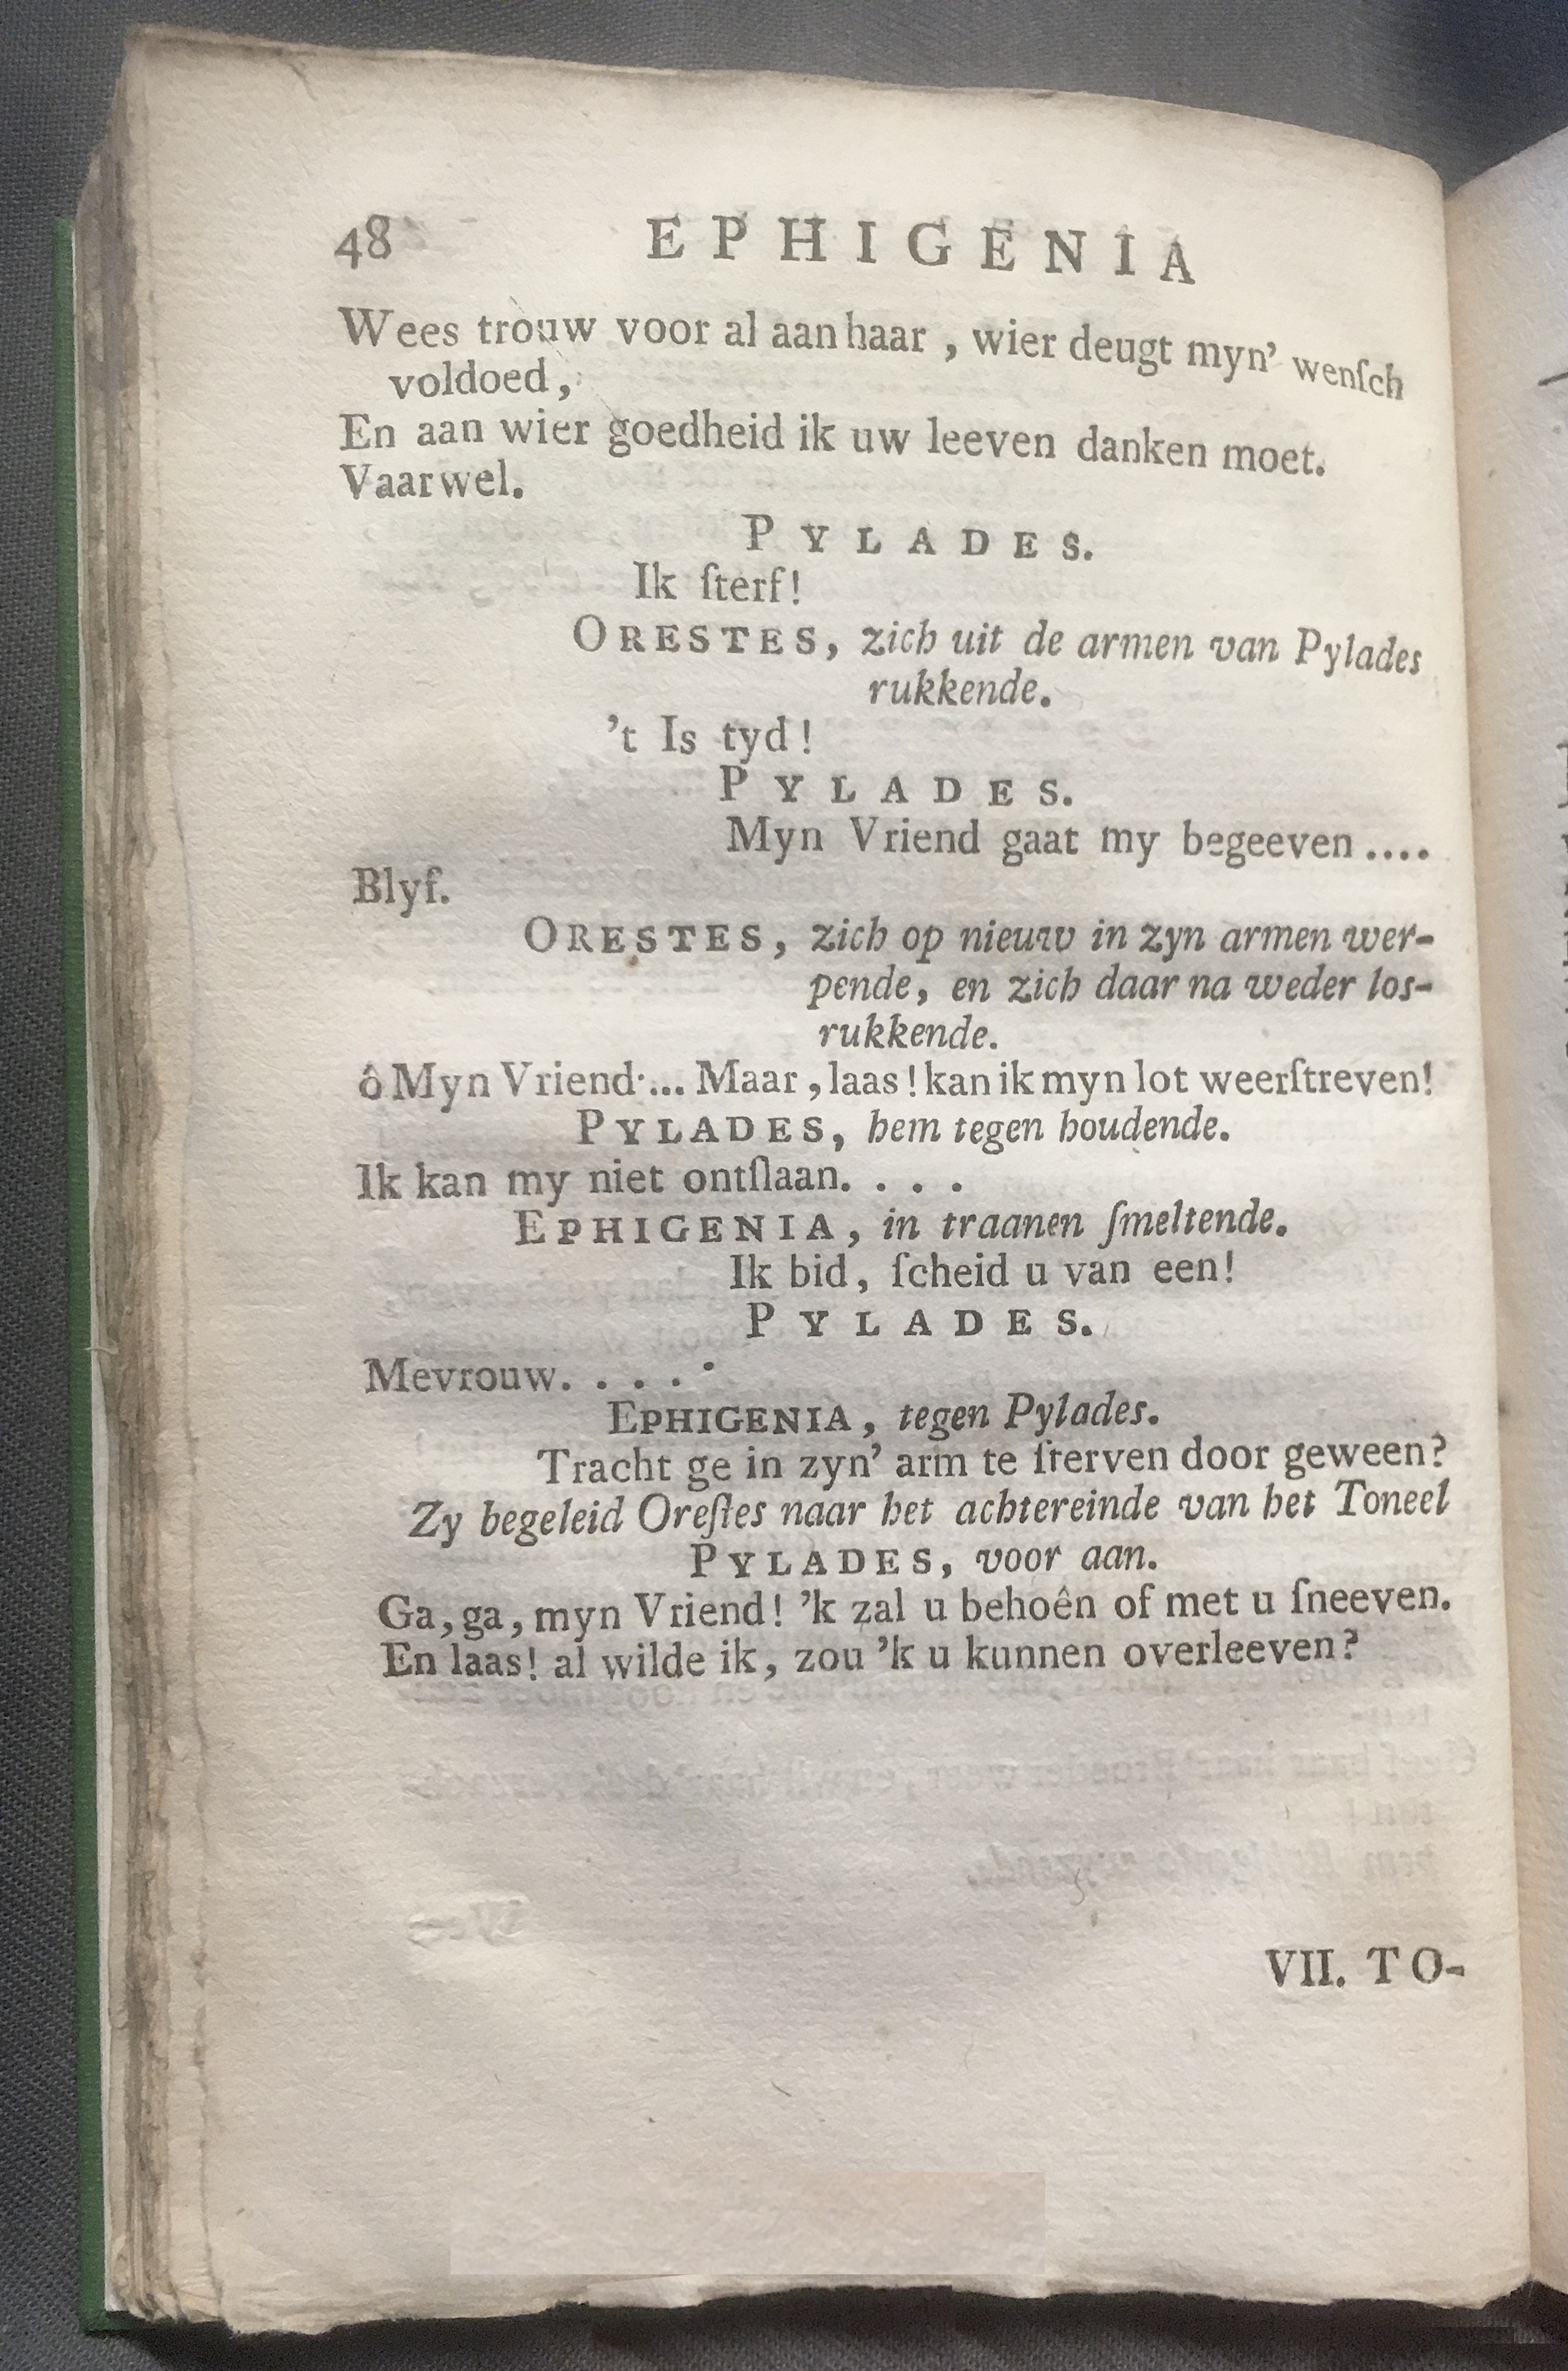 48 EPHIGENIA
Wees trouw voor al aan haar, wier deugt myn' wenſch
voldoed,
En aan wier goedheid ik uw leeven danken moet.
Vaarwel.
PYLADES.
Ik ſterf!
ORESTES, zich uit de armen van Pylades
rukkende.
't Is tyd!
PYLADES.
Myn Vriend gaat my begeeven....
Blyf.
ORESTES, zich op nieuw in zyn armen wer-
pende, en zich daar na weder los-
rukkende.
ô Myn Vriend.... Maar, laas! kan ik myn lot weerſtreven!
PYLADES, hem tegen houdende.
Ik kan my niet ontſlaan. . . .
EPHIGENIA, in traanen ſmeltende.
Ik bid, ſcheid u van een!
PYLADES.
Mevrouw. . . . .
EPHIGENIA, tegen Pylades.
Tracht ge in zyn' arm te ſterven door geween?
Zy begeleid Oreſtes naar het achtereinde van het Toneel
PYLADES, voor aan.
Ga, ga, myn Vriend! 'k zal u behoên of met u ſneeven.
En laas! al wilde ik, zou 'k u kunnen overleeven?
VII. TO-